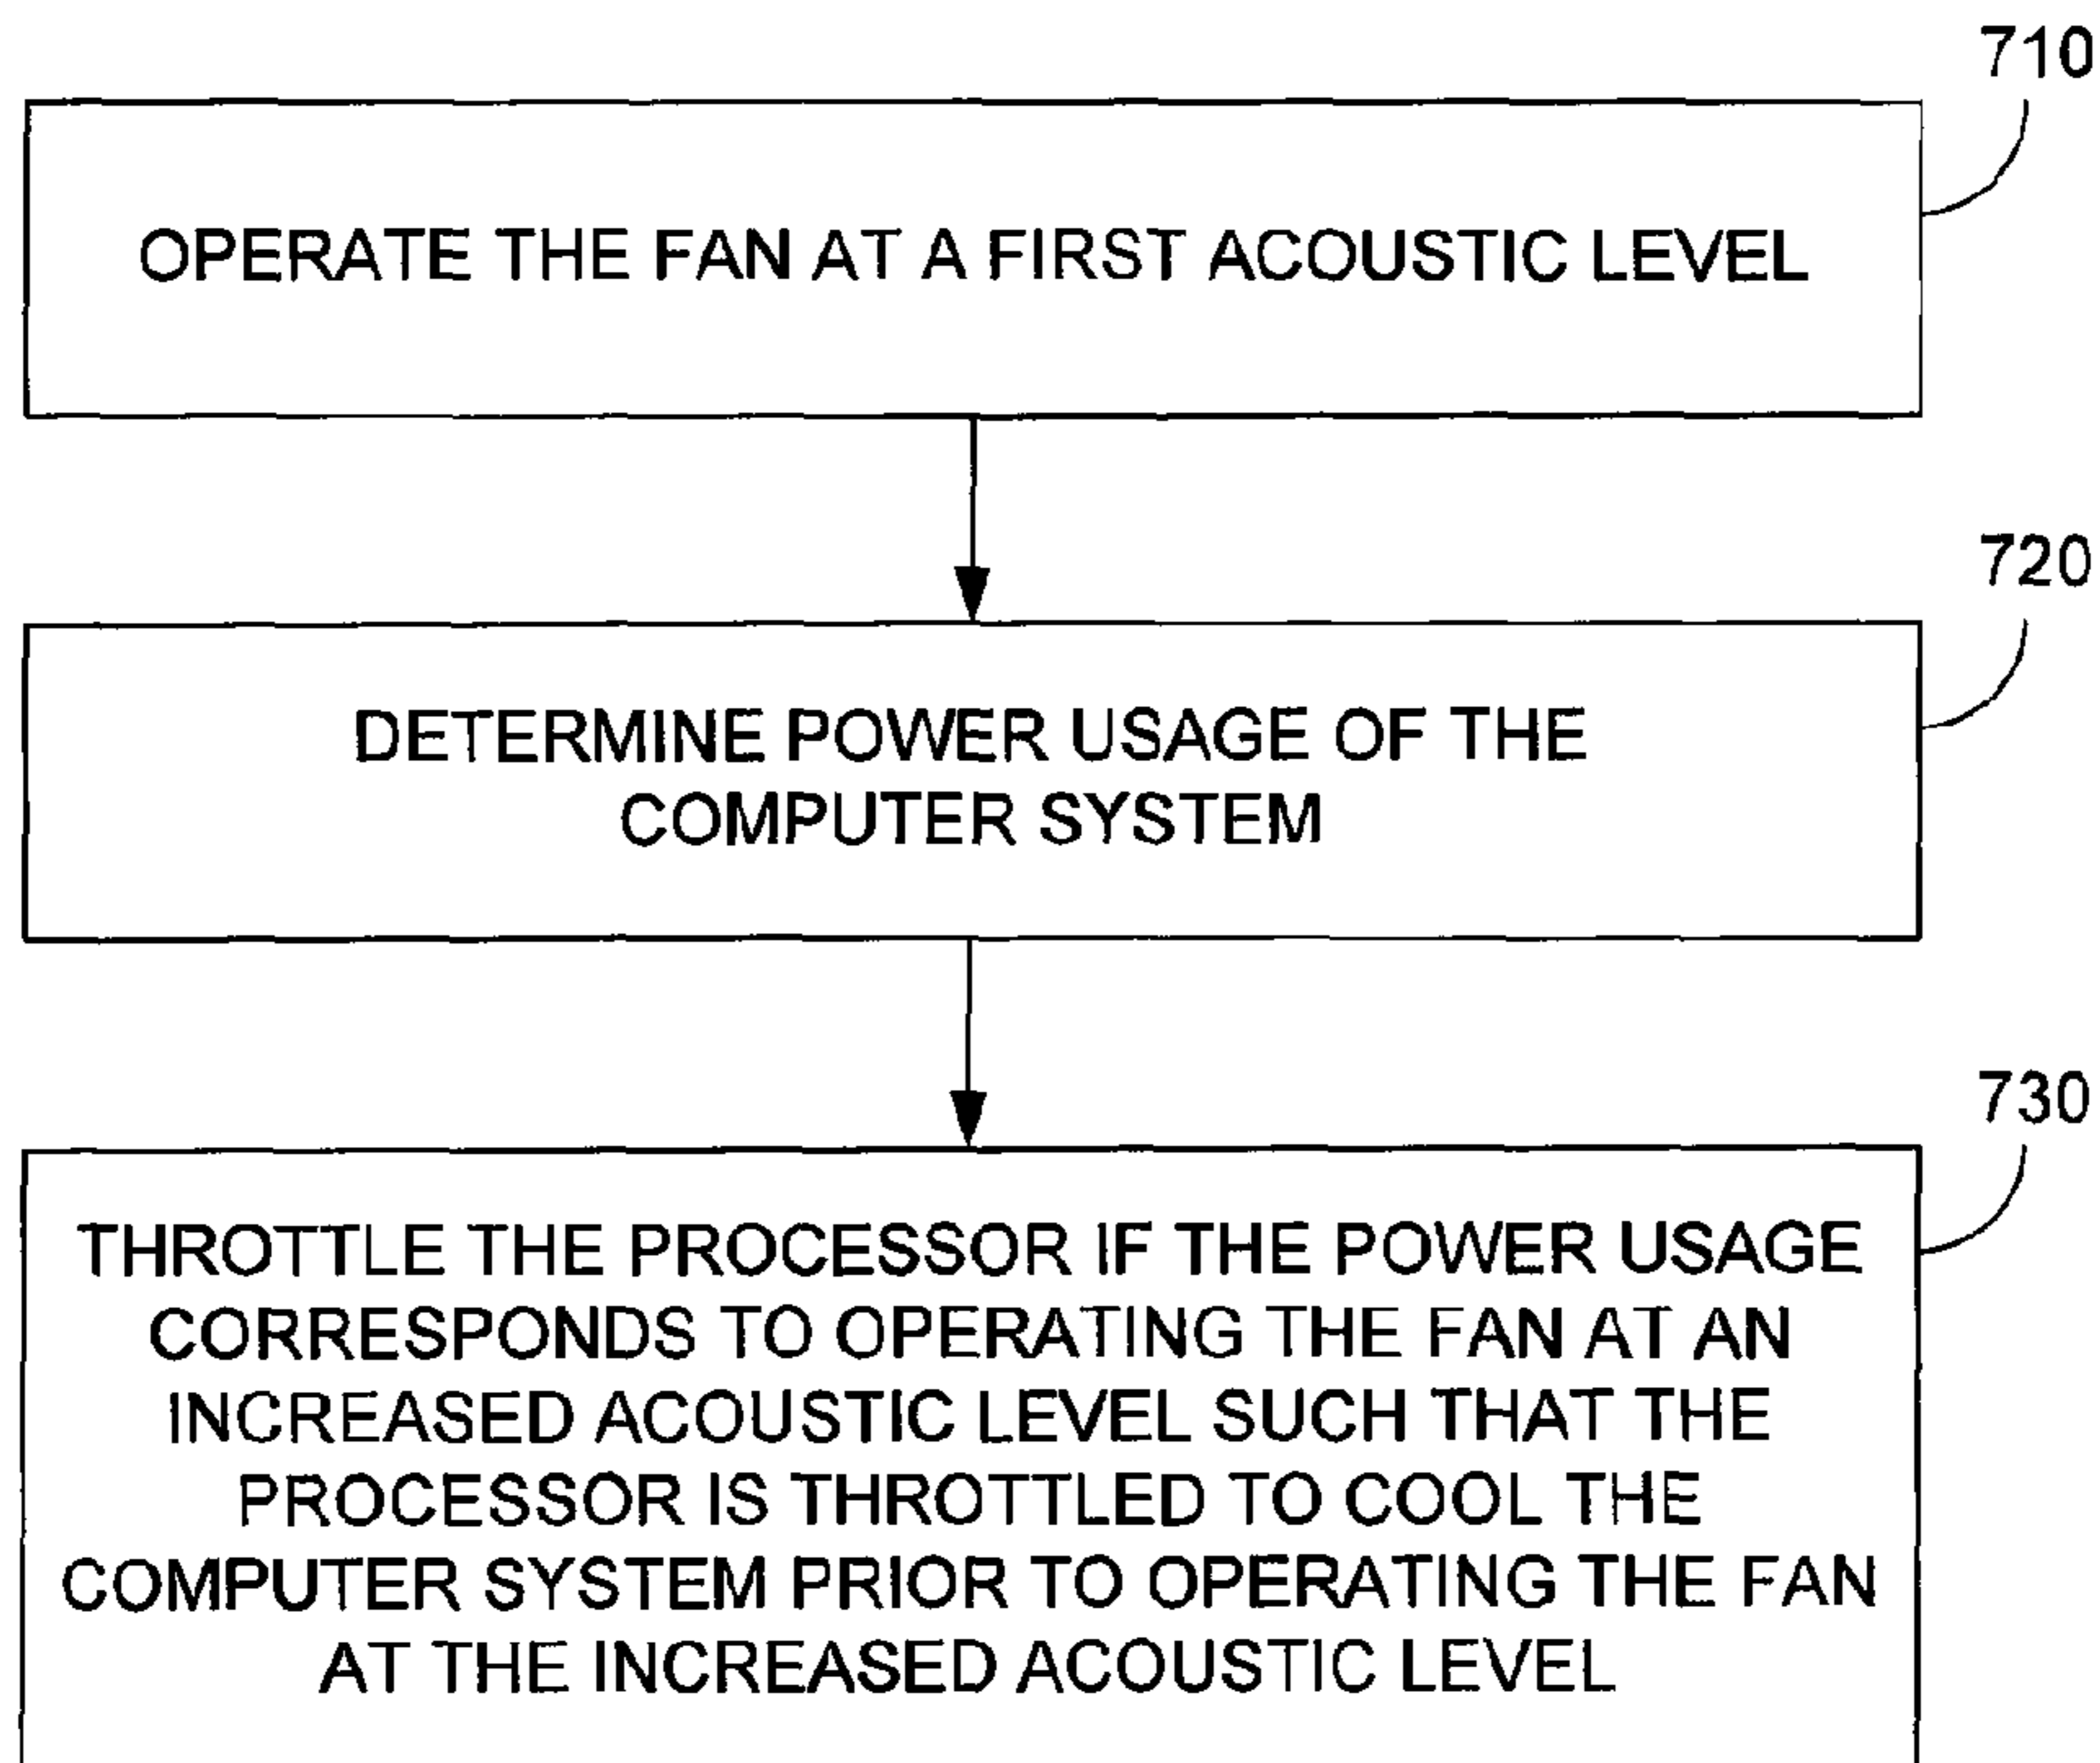 710
OPERATE THE FAN AT A FIRST ACOUSTIC LEVEL
720
DETERMINE POWER USAGE OF THE
COMPUTER SYSTEM
730
THROTTLE THE PROCESSOR IF THE POWER USAGE
CORRESPONDS TO OPERATING THE FAN AT AN
INCREASED ACOUSTIC LEVEL SUCH THAT THE
PROCESSOR IS THROTTLED TO COOL THE
COMPUTER SYSTEM PRIOR TO OPERATING THE FAN
AT THE INCREASED ACOUSTIC LEVEL